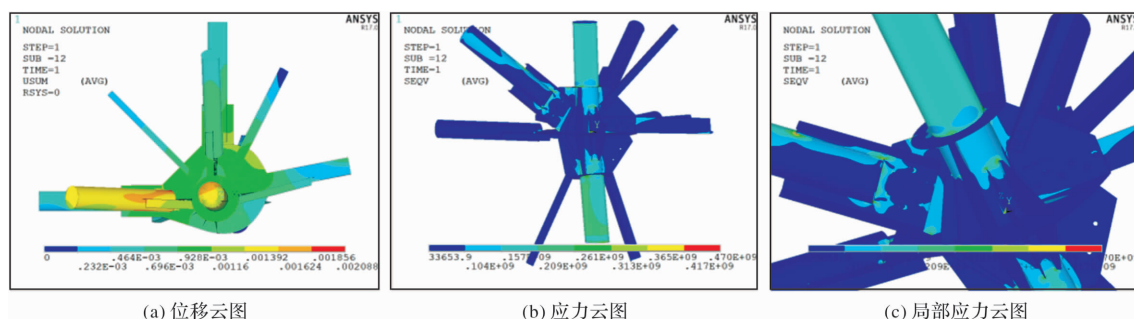 1
ANSYS
R17.0
NODAL SOLUTION
STEP=1
SUB =12
TIME=1
USUM (AVG)
RSYS=0
0 .464E-03 .928E-03 .001392 .001856
.232E-03 .696E-03 .00116 .001624 .002088
(a) 位移云图
1
ANSYS
R17.0
NODAL SOLUTION
STEP=1
SUB =12
TIME=1
SEQV (AVG)
33653.9 .157E+09 .261E+09 .365E+09 .470E+09
.104E+09 .209E+09 .313E+09 .417E+09
(b) 应力云图
ANSYS
NODAL SOLUTION
STEP=1
SUB =12
TIME=1
SEQV (AVG)
(c) 局部应力云图